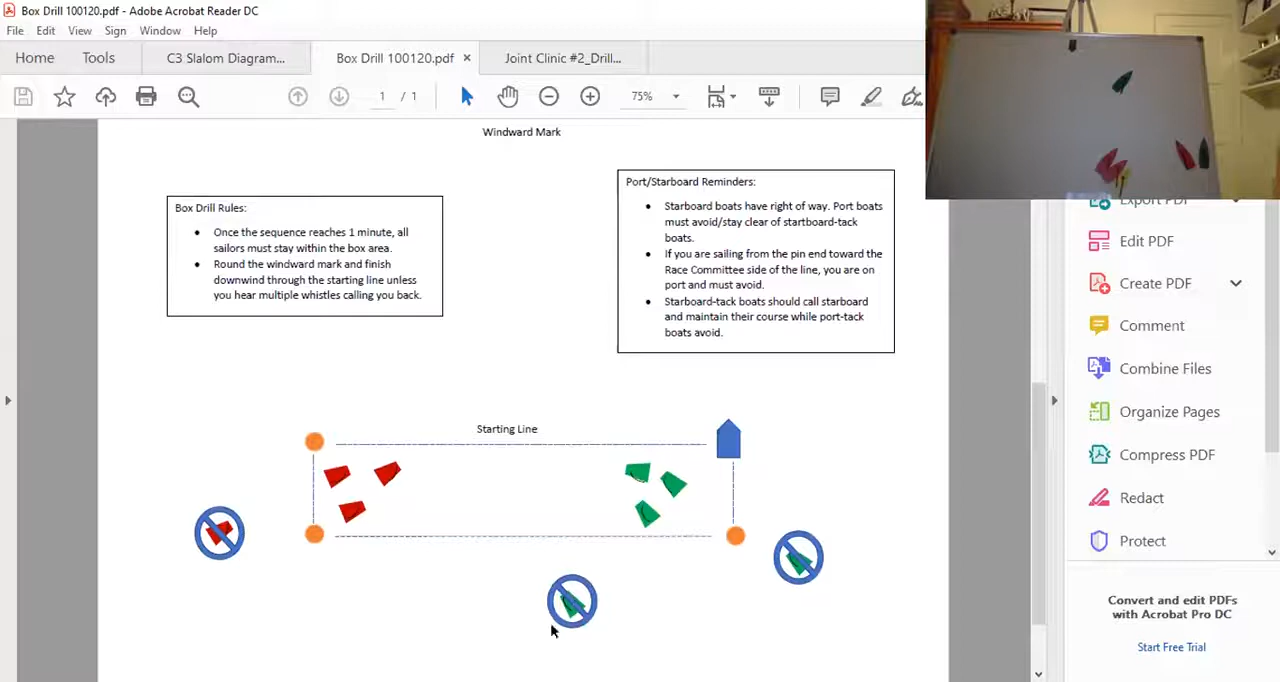 Box Drill 100120.pdf - Adobe Acrobat Reader DC
File Edit View Sign Window Help
Home Tools C3 Slalom Diagram... Box Drill 100120.pdf × Joint Clinic #2_Drill...
1 / 1 75%
Windward Mark
Box Drill Rules:
• Once the sequence reaches 1 minute, all
sailors must stay within the box area.
• Round the windward mark and finish
downwind through the starting line unless
you hear multiple whistles calling you back.
Port/Starboard Reminders:
• Starboard boats have right of way. Port boats
must avoid/stay clear of startboard-tack
boats.
• If you are sailing from the pin end toward the
Race Committee side of the line, you are on
port and must avoid.
• Starboard-tack boats should call starboard
and maintain their course while port-tack
boats avoid.
Starting Line
Export PDF
Edit PDF
Create PDF
Comment
Combine Files
Organize Pages
Compress PDF
Redact
Protect
Convert and edit PDFs
with Acrobat Pro DC
Start Free Trial